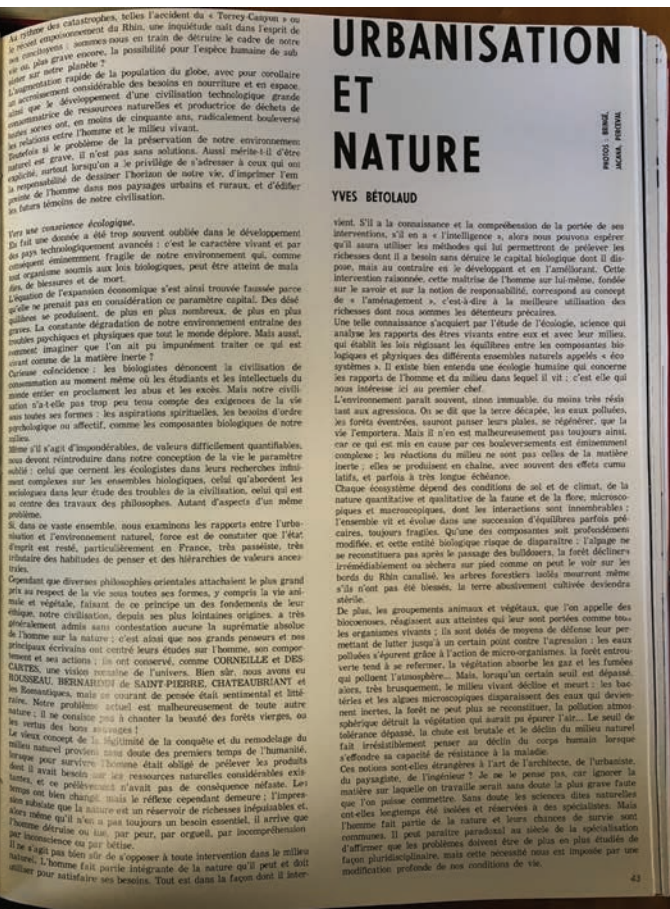 Au rythme des catastrophes, telles l'accident du « Torrey-Canyon » ou
le récent empoisonnement du Rhin, une inquiétude naît dans l'esprit de
nos concitoyens : sommes-nous en train de détruire le cadre de notre
vie ou, plus grave encore, la possibilité pour l'espèce humaine de sub
sister sur notre planète ?
L'augmentation rapide de la population du globe, avec pour corollaire
un accroissement considérable des besoins en nourriture et en espace,
ainsi que le développement d'une civilisation technologique grande
consommatrice de ressources naturelles et productrice de déchets de
toutes sortes ont, en moins de cinquante ans, radicalement bouleversé
les relations entre l'homme et le milieu vivant.
Toutefois si le problème de la préservation de notre environnement
naturel est grave, il n'est pas sans solutions. Aussi mérite-t-il d'être
explicité, surtout lorsqu'on a le privilège de s'adresser à ceux qui ont
la responsabilité de dessiner l'horizon de notre vie, d'imprimer l'em
preinte de l'homme dans nos paysages urbains et ruraux, et d'édifier
les futurs témoins de notre civilisation.
Vers une conscience écologique.
En fait une donnée a été trop souvent oubliée dans le développement
des pays technologiquement avancés : c'est le caractère vivant et par
conséquent éminemment fragile de notre environnement qui, comme
tout organisme soumis aux lois biologiques, peut être atteint de mala
dies, de blessures et de mort.
L'équation de l'expansion économique s'est ainsi trouvée faussée parce
qu'elle ne prenait pas en considération ce paramètre capital. Des désé
quilibres se produisent, de plus en plus nombreux, de plus en plus
graves. La constante dégradation de notre environnement entraîne des
troubles psychiques et physiques que tout le monde déplore. Mais aussi,
comment imaginer que l'on ait pu impunément traiter ce qui est
vivant comme de la matière inerte ?
Curieuse coïncidence : les biologistes dénoncent la civilisation de
consommation au moment même où les étudiants et les intellectuels du
monde entier en proclament les abus et les excès. Mais notre civili
sation n'a-t-elle pas trop peu tenu compte des exigences de la vie
sous toutes ses formes : les aspirations spirituelles, les besoins d'ordre
psychologique ou affectif, comme les composantes biologiques de notre
milieu.
Même s'il s'agit d'impondérables, de valeurs difficilement quantifiables,
nous devons réintroduire dans notre conception de la vie le paramètre
oublié : celui que cernent les écologistes dans leurs recherches infini
ment complexes sur les ensembles biologiques, celui qu'abordent les
sociologues dans leur étude des troubles de la civilisation, celui qui est
au centre des travaux des philosophes. Autant d'aspects d'un même
problème.
Si, dans ce vaste ensemble, nous examinons les rapports entre l'urba
nisation et l'environnement naturel, force est de constater que l'état
d'esprit est resté, particulièrement en France, très passéiste, très
tributaire des habitudes de penser et des hiérarchies de valeurs ances
trales.
Cependant que diverses philosophies orientales attachaient le plus grand
prix au respect de la vie sous toutes ses formes, y compris la vie ani
male et végétale, faisant de ce principe un des fondements de leur
éthique, notre civilisation, depuis ses plus lointaines origines, a très
généralement admis sans contestation aucune la suprématie absolue
de l'homme sur la nature ; c'est ainsi que nos grands penseurs et nos
principaux écrivains ont centré leurs études sur l'homme, son compor
tement et ses actions ; ils ont conservé, comme CORNEILLE et DES
CARTES, une vision romaine de l'univers. Bien sûr, nous avons eu
ROUSSEAU, BERNARDIN de SAINT-PIERRE, CHATEAUBRIANT et
les Romantiques, mais ce courant de pensée était sentimental et litté
raire. Notre problème actuel est malheureusement de toute autre
nature ; il ne consiste pas à chanter la beauté des forêts vierges, ou
les vertus des bons sauvages !
Le vieux concept de la légitimité de la conquête et du remodelage du
milieu naturel provient sans doute des premiers temps de l'humanité,
lorsque pour survivre l'homme était obligé de prélever les produits
dont il avait besoin sur les ressources naturelles considérables exis
tantes, et ce prélèvement n'avait pas de conséquence néfaste. Les
temps ont bien changé, mais le réflexe cependant demeure ; l'impres
sion subsiste que la nature est un réservoir de richesses inépuisables et,
alors même qu'il n'en a pas toujours un besoin essentiel, il arrive que
l'homme détruise ou tue, par peur, par orgueil, par incompréhension
par inconscience ou par bêtise.
Il ne s'agit pas bien sûr de s'opposer à toute intervention dans le milieu
naturel. L'homme fait partie intégrante de la nature qu'il peut et doit
utiliser pour satisfaire ses besoins. Tout est dans la façon dont il inter-
URBANISATION
ET
NATURE
PHOTOS : BRINGÉ,
JACANA, PERCEVAL
YVES BÉTOLAUD
vient. S'il a la connaissance et la compréhension de la portée de ses
interventions, s'il en a « l'intelligence », alors nous pouvons espérer
qu'il saura utiliser les méthodes qui lui permettront de prélever les
richesses dont il a besoin sans détruire le capital biologique dont il dis
pose, mais au contraire en le développant et en l'améliorant. Cette
intervention raisonnée, cette maîtrise de l'homme sur lui-même, fondée
sur le savoir et sur la notion de responsabilité, correspond au concept
de « l'aménagement », c'est-à-dire à la meilleure utilisation des
richesses dont nous sommes les détenteurs précaires.
Une telle connaissance s'acquiert par l'étude de l'écologie, science qui
analyse les rapports des êtres vivants entre eux et avec leur milieu,
qui établit les lois régissant les équilibres entre les composantes bio
logiques et physiques des différents ensembles naturels appelés « éco
systèmes ». Il existe bien entendu une écologie humaine qui concerne
les rapports de l'homme et du milieu dans lequel il vit ; c'est elle qui
nous intéresse ici au premier chef.
L'environnement paraît souvent, sinon immuable, du moins très résis
tant aux agressions. On se dit que la terre décapée, les eaux polluées,
les forêts éventrées, sauront panser leurs plaies, se régénérer, que la
vie l'emportera. Mais il n'en est malheureusement pas toujours ainsi,
car ce qui est mis en cause par ces bouleversements est éminemment
complexe ; les réactions du milieu ne sont pas celles de la matière
inerte ; elles se produisent en chaîne, avec souvent des effets cumu
latifs, et parfois à très longue échéance.
Chaque écosystème dépend des conditions de sol et de climat, de la
nature quantitative et qualitative de la faune et de la flore, microsco
piques et macroscopiques, dont les interactions sont innombrables ;
l'ensemble vit et évolue dans une succession d'équilibres parfois pré
caires, toujours fragiles. Qu'une des composantes soit profondément
modifiée, et cette entité biologique risque de disparaître : l'alpage ne
se reconstituera pas après le passage des bulldozers, la forêt déclinera
irrémédiablement ou sèchera sur pied comme on peut le voir sur les
bords du Rhin canalisé, les arbres forestiers isolés mourront même
s'ils n'ont pas été blessés, la terre abusivement cultivée deviendra
stérile.
De plus, les groupements animaux et végétaux, que l'on appelle des
biocoenoses, réagissent aux atteintes qui leur sont portées comme tous
les organismes vivants ; ils sont dotés de moyens de défense leur per
mettant de lutter jusqu'à un certain point contre l'agression ; les eaux
polluées s'épurent grâce à l'action de micro-organismes, la forêt entrou
verte tend à se refermer, la végétation absorbe les gaz et les fumées
qui polluent l'atmosphère... Mais, lorsqu'un certain seuil est dépassé,
alors, très brusquement, le milieu vivant décline et meurt ; les bac
téries et les algues microscopiques disparaissent des eaux qui devien
nent inertes, la forêt ne peut plus se reconstituer, la pollution atmos
phérique détruit la végétation qui aurait pu épurer l'air... Le seuil de
tolérance dépassé, la chute est brutale et le déclin du milieu naturel
fait irrésistiblement penser au déclin du corps humain lorsque
s'effondre sa capacité de résistance à la maladie.
Ces notions sont-elles étrangères à l'art de l'architecte, de l'urbaniste,
du paysagiste, de l'ingénieur ? Je ne le pense pas, car ignorer la
matière sur laquelle on travaille serait sans doute la plus grave faute
que l'on puisse commettre. Sans doute les sciences dites naturelles
ont-elles longtemps été isolées et réservées à des spécialistes. Mais
l'homme fait partie de la nature et leurs chances de survie sont
communes. Il peut paraître paradoxal au siècle de la spécialisation
d'affirmer que les problèmes doivent être de plus en plus étudiés de
façon pluridisciplinaire, mais cette nécessité nous est imposée par une
modification profonde de nos conditions de vie.
43